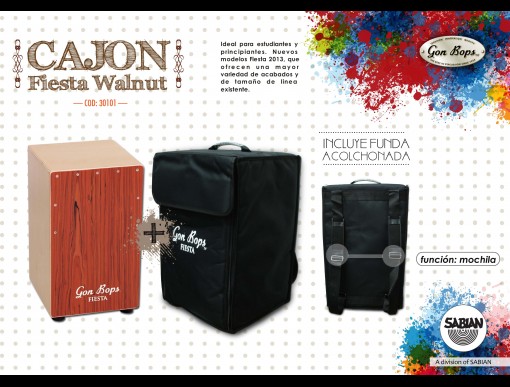 CAJON
Fiesta Walnut
COD: 30101
Ideal para estudiantes y
principiantes. Nuevos
modelos Fiesta 2013, que
ofrecen una mayor
variedad de acabados y
de tamaño de linea
existente.
Gon Bops
INCLUYE FUNDA
ACOLCHONADA
Gon Bops
FIESTA
+
Gon Bops
FIESTA
función: mochila
SABIAN
A division of SABIAN